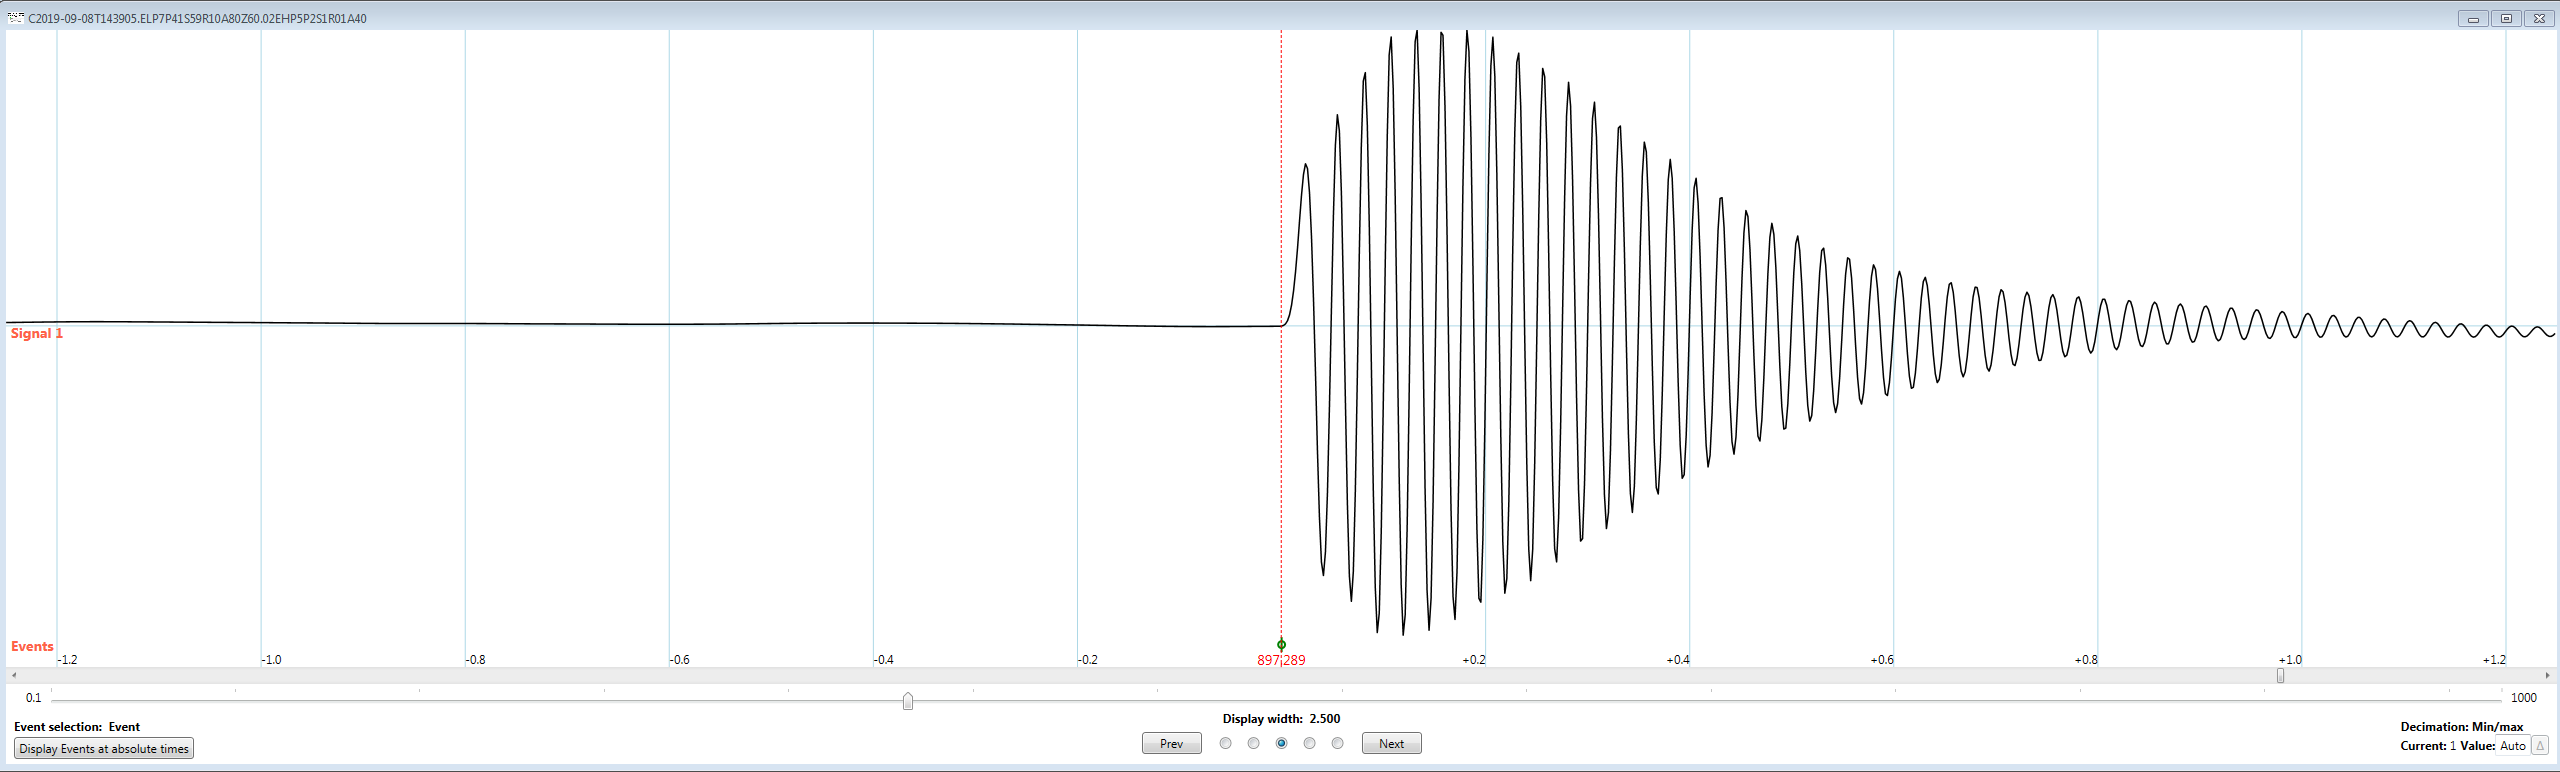 C2019-09-08T143905.ELP7P41S59R10A80Z60.02EHP5P2S1R01A40
Signal 1
Events
-1.2 -1.0 -0.8 -0.6 -0.4 -0.2 897.289 +0.2 +0.4 +0.6 +0.8 +1.0 +1.2
0.1 1000
Event selection: Event
Display Events at absolute times
Display width: 2.500
Prev Next
Decimation: Min/max
Current: 1 Value: Auto Δ